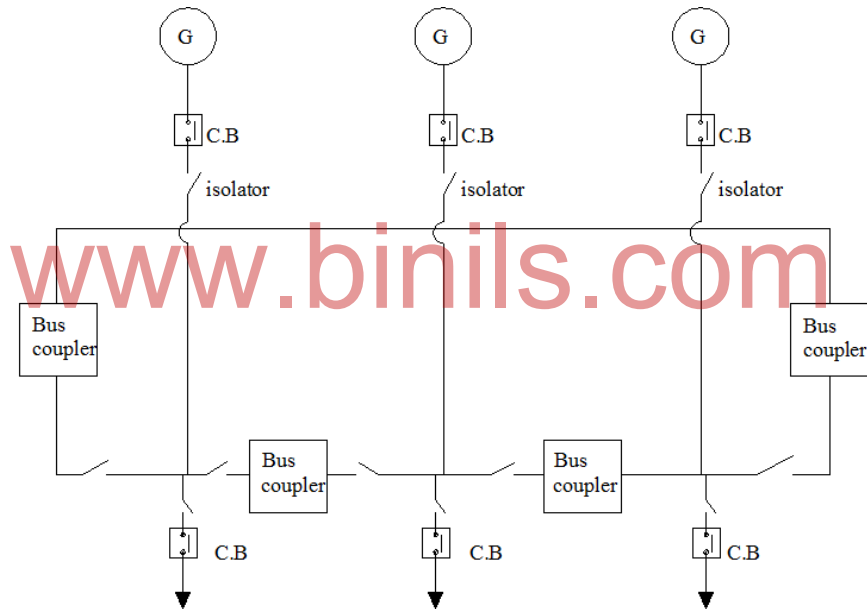 G G G
C.B C.B C.B
isolator isolator isolator
www.binils.com
Bus
coupler
Bus
coupler
Bus
coupler
Bus
coupler
C.B C.B C.B